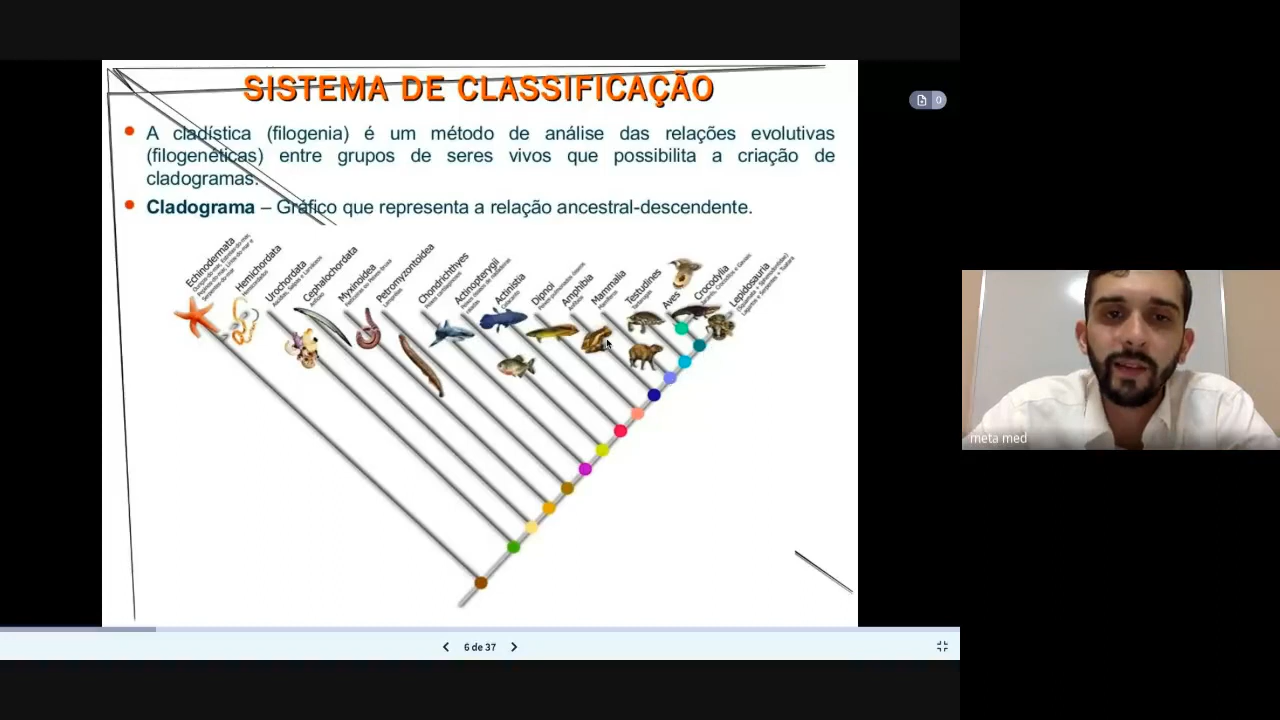 SISTEMA DE CLASSIFICAÇÃO
0
A cladística (filogenia) é um método de análise das relações evolutivas
(filogenéticas) entre grupos de seres vivos que possibilita a criação de
cladogramas.
Cladograma – Gráfico que representa a relação ancestral-descendente.
Echinodermata
Hemichordata
Urochordata
Cephalochordata
Myxinoidea
Petromyzontoidea
Chondrichthyes
Actinopterygii
Actinistia
Dipnoi
Amphibia
Mammalia
Testudines
Aves
Crocodylia
Lepidosauria
meta med
6 de 37